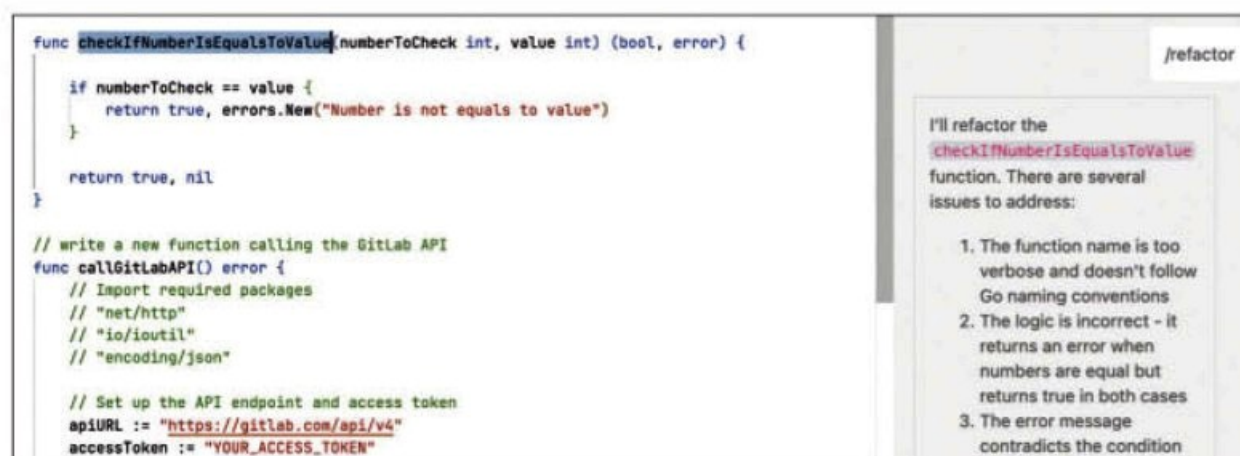 func checkIfNumberIsEqualsToValue(numberToCheck int, value int) (bool, error) {
if numberToCheck == value {
return true, errors.New("Number is not equals to value")
}
return true, nil
}
// write a new function calling the GitLab API
func callGitLabAPI() error {
// Import required packages
// "net/http"
// "io/ioutil"
// "encoding/json"
// Set up the API endpoint and access token
apiURL := "https://gitlab.com/api/v4"
accessToken := "YOUR_ACCESS_TOKEN"
/refactor
I'll refactor the
checkIfNumberIsEqualsToValue
function. There are several
issues to address:
1. The function name is too
verbose and doesn't follow
Go naming conventions
2. The logic is incorrect - it
returns an error when
numbers are equal but
returns true in both cases
3. The error message
contradicts the condition